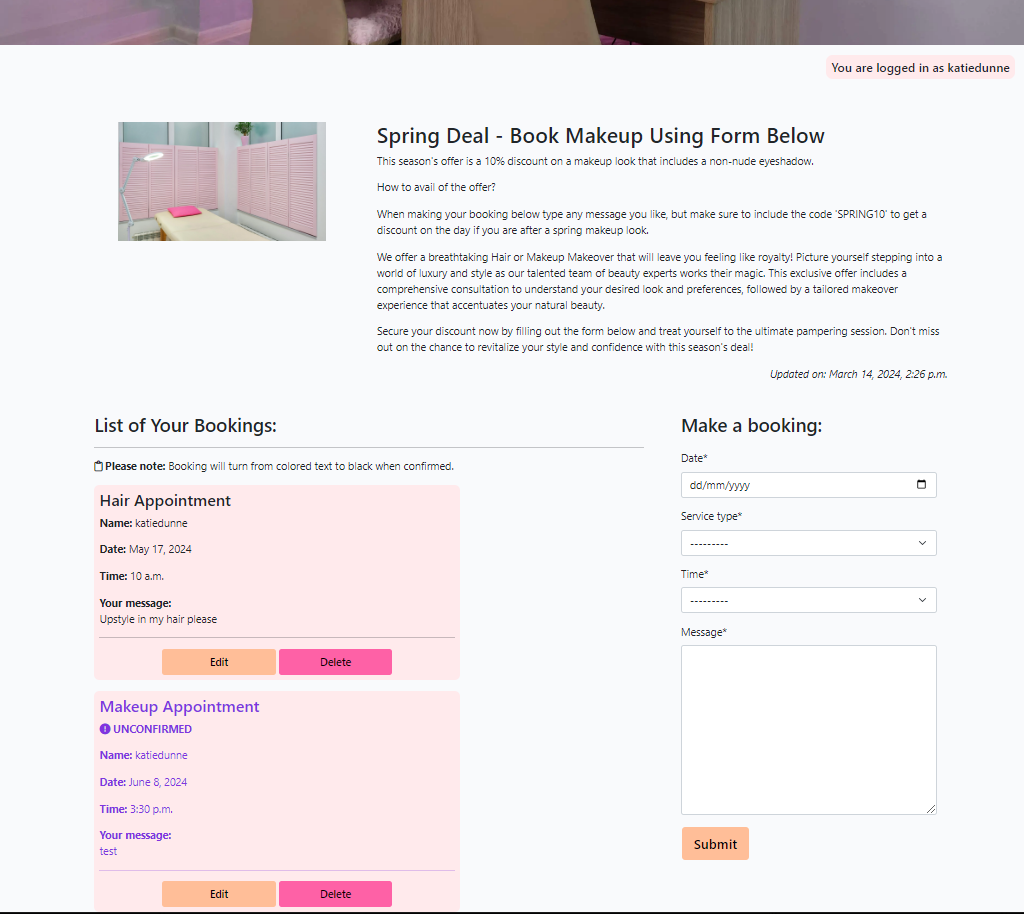 You are logged in as katiedunne
Spring Deal - Book Makeup Using Form Below
This season's offer is a 10% discount on a makeup look that includes a non-nude eyeshadow.
How to avail of the offer?
When making your booking below type any message you like, but make sure to include the code 'SPRING10' to get a
discount on the day if you are after a spring makeup look.
We offer a breathtaking Hair or Makeup Makeover that will leave you feeling like royalty! Picture yourself stepping into a
world of luxury and style as our talented team of beauty experts works their magic. This exclusive offer includes a
comprehensive consultation to understand your desired look and preferences, followed by a tailored makeover
experience that accentuates your natural beauty.
Secure your discount now by filling out the form below and treat yourself to the ultimate pampering session. Don't miss
out on the chance to revitalize your style and confidence with this season's deal!
Updated on: March 14, 2024, 2:26 p.m.
List of Your Bookings:
Please note: Booking will turn from colored text to black when confirmed.
Hair Appointment
Name: katiedunne
Date: May 17, 2024
Time: 10 a.m.
Your message:
Upstyle in my hair please
Edit
Delete
Makeup Appointment
UNCONFIRMED
Name: katiedunne
Date: June 8, 2024
Time: 3:30 p.m.
Your message:
test
Edit
Delete
Make a booking:
Date*
dd/mm/yyyy
Service type*
---------
Time*
---------
Message*
Submit